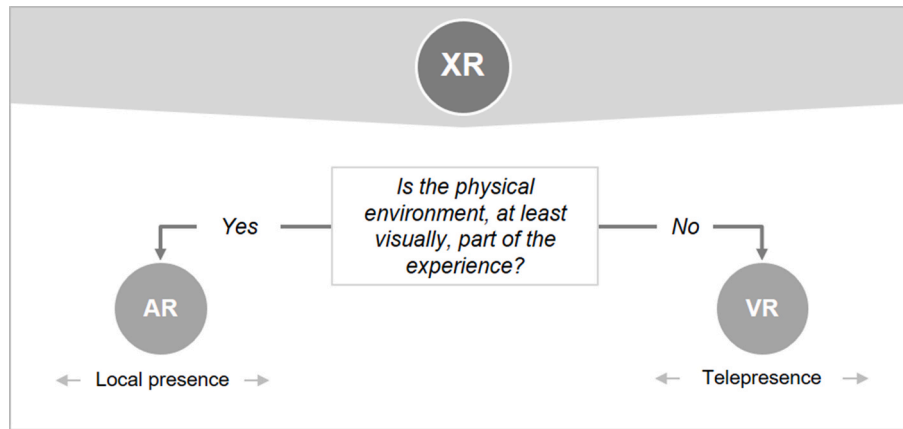 XR
Is the physical
environment, at least
visually, part of the
experience?
Yes
No
AR
VR
Local presence
Telepresence